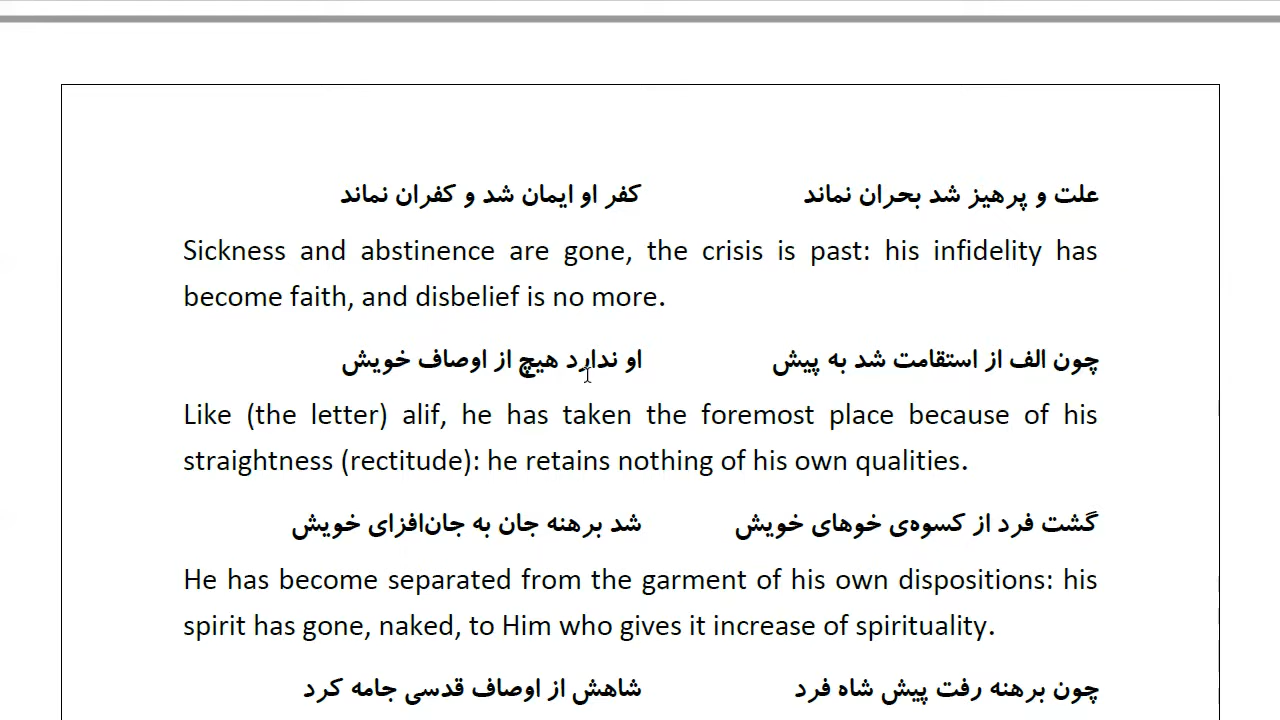 علت و پرهیز شد بحران نماند کفر او ایمان شد و کفران نماند
Sickness and abstinence are gone, the crisis is past: his infidelity has
become faith, and disbelief is no more.
چون الف از استقامت شد به پیش او ندارد هیچ از اوصاف خویش
Like (the letter) alif, he has taken the foremost place because of his
straightness (rectitude): he retains nothing of his own qualities.
گشت فرد از کسوه‌ی خوهای خویش شد برهنه جان به جان‌افزای خویش
He has become separated from the garment of his own dispositions: his
spirit has gone, naked, to Him who gives it increase of spirituality.
چون برهنه رفت پیش شاه فرد شاهش از اوصاف قدسی جامه کرد